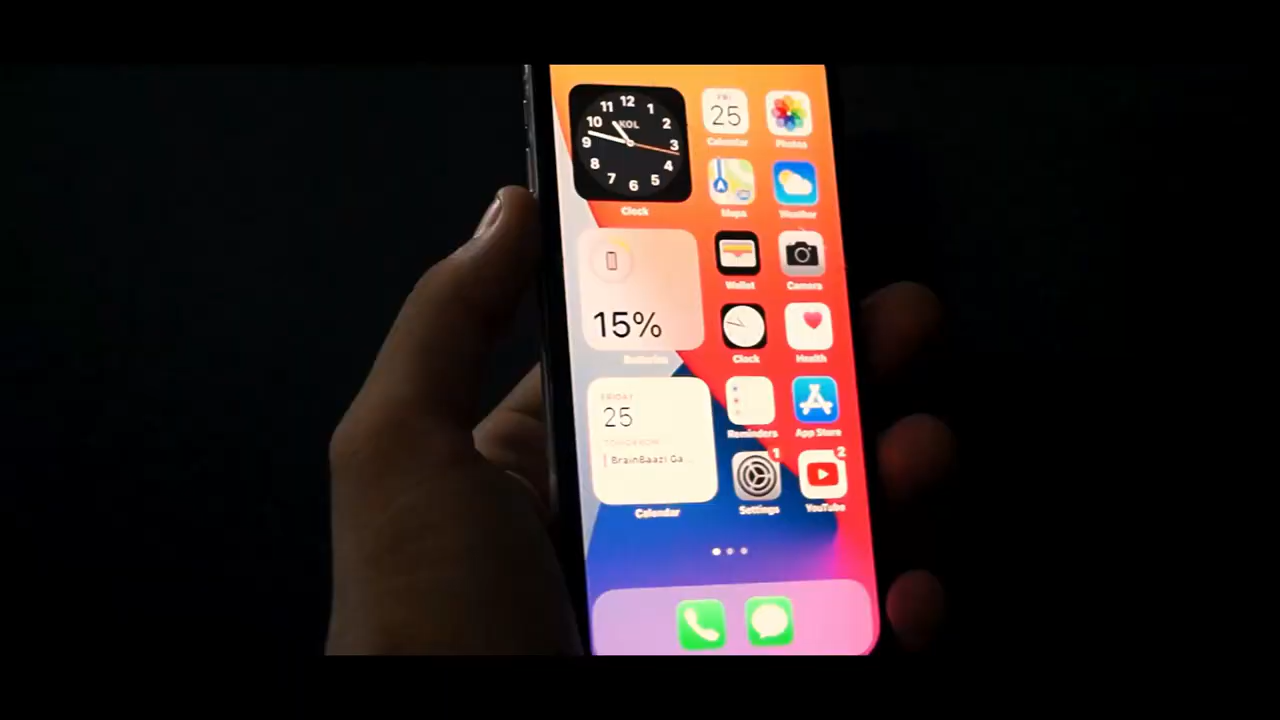 12
11
1
10
KOL
2
9
3
8
4
7
5
6
Clock
FRI
25
Calendar
Photos
Maps
Weather
Wallet
Camera
15%
Batteries
Clock
Health
FRIDAY
25
TOMORROW
BrainBaazi Ga...
Calendar
Reminders
App Store
1
Settings
2
YouTube